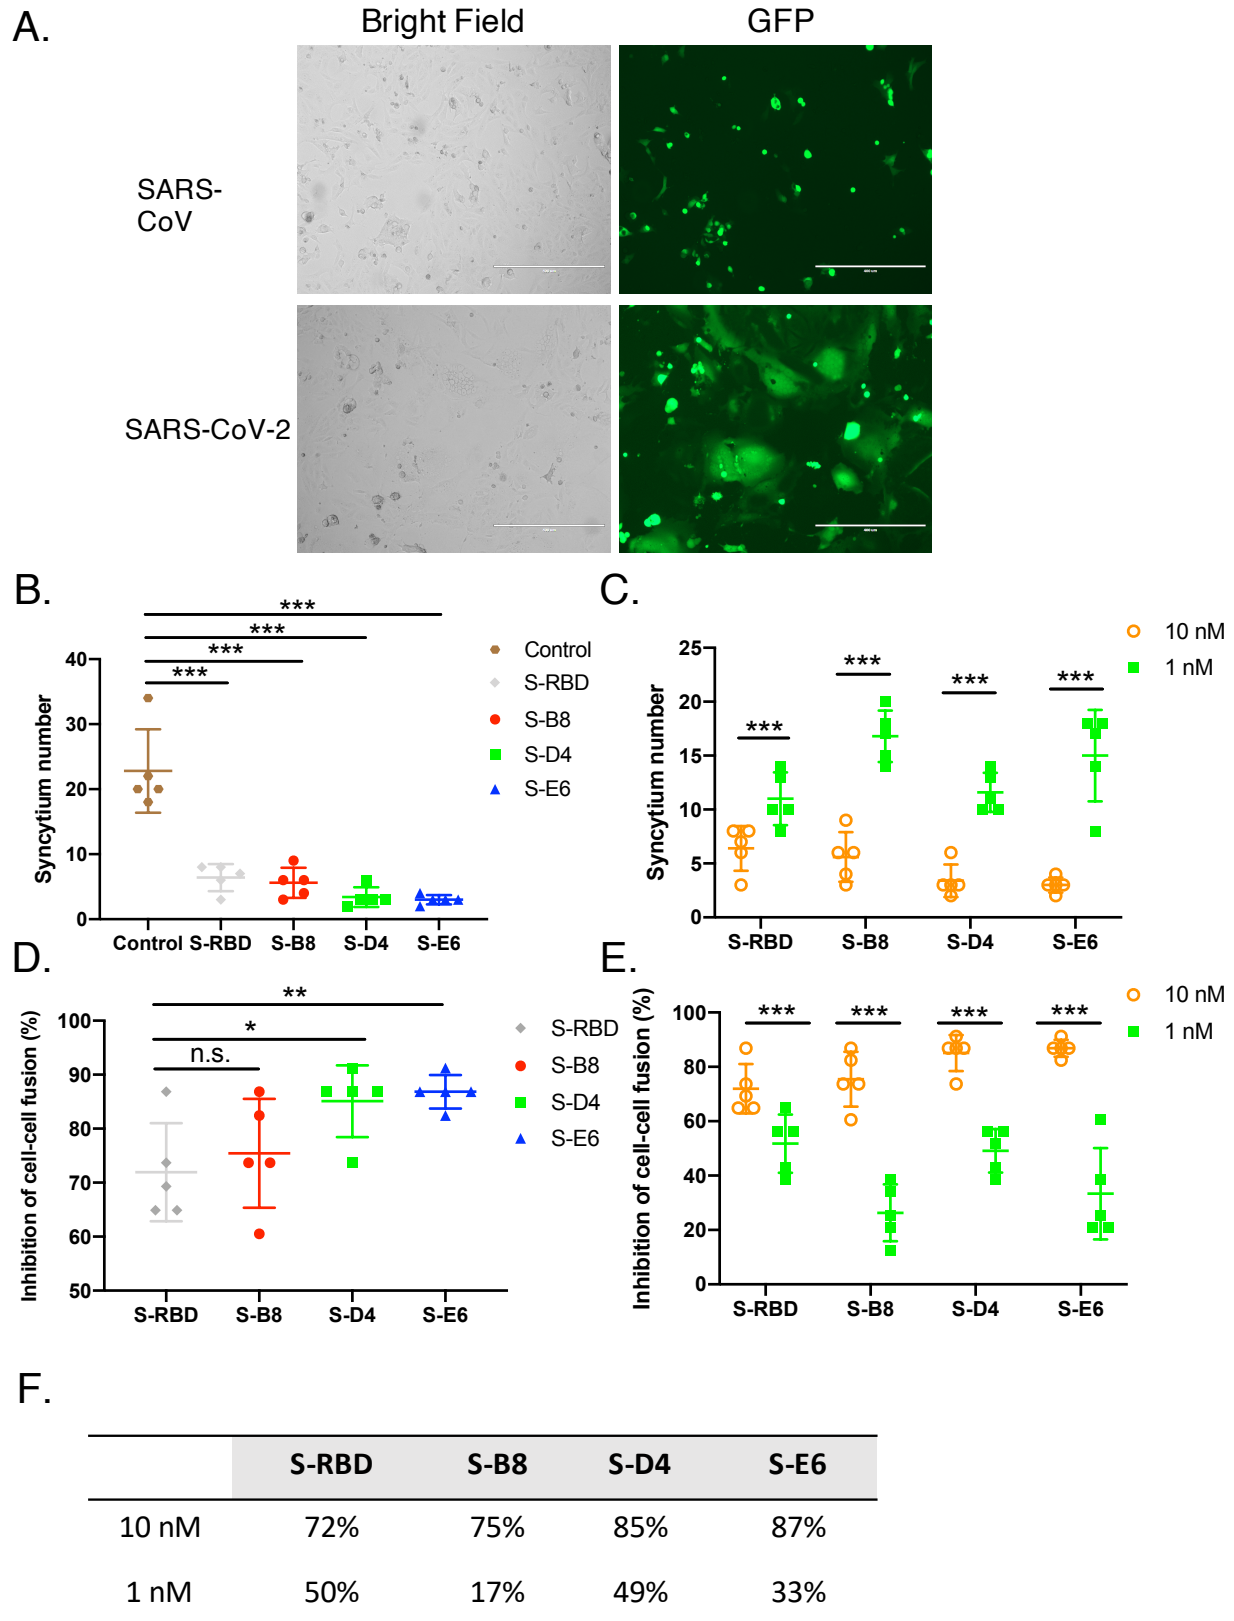 A.
Bright Field
GFP
SARS-
CoV
SARS-CoV-2
B.
***
***
***
***
Syncytium number
40
30
20
10
0
Control S-RBD S-B8 S-D4 S-E6
Control
S-RBD
S-B8
S-D4
S-E6
C.
10 nM
1 nM
*** *** *** ***
Syncytium number
25
20
15
10
5
0
S-RBD S-B8 S-D4 S-E6
D.
**
*
n.s.
Inhibition of cell-cell fusion (%)
100
90
80
70
60
50
S-RBD S-B8 S-D4 S-E6
S-RBD
S-B8
S-D4
S-E6
E.
10 nM
1 nM
*** *** *** ***
Inhibition of cell-cell fusion (%)
100
80
60
40
20
0
S-RBD S-B8 S-D4 S-E6
F.
S-RBD S-B8 S-D4 S-E6
10 nM 72% 75% 85% 87%
1 nM 50% 17% 49% 33%